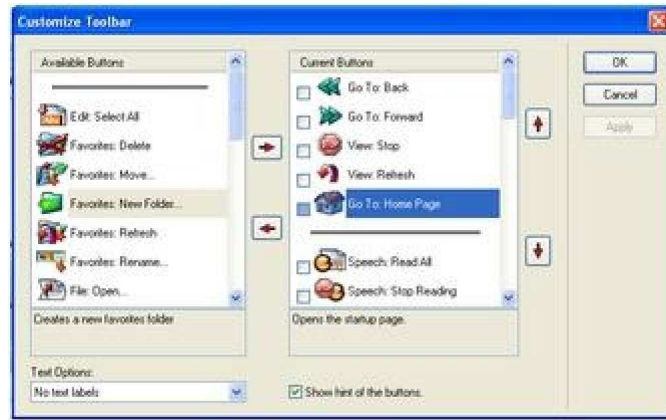 Customize Toolbar
Available Buttons
Edit: Select All
Favorites: Delete
Favorites: Move...
Favorites: New Folder...
Favorites: Refresh
Favorites: Rename...
File: Open...
Creates a new favorites folder
Current Buttons
Go To: Back
Go To: Forward
View: Stop
View: Refresh
Go To: Home Page
Speech: Read All
Speech: Stop Reading
Opens the startup page.
OK
Cancel
Apply
Text Options:
No text labels
Show hint of the buttons.